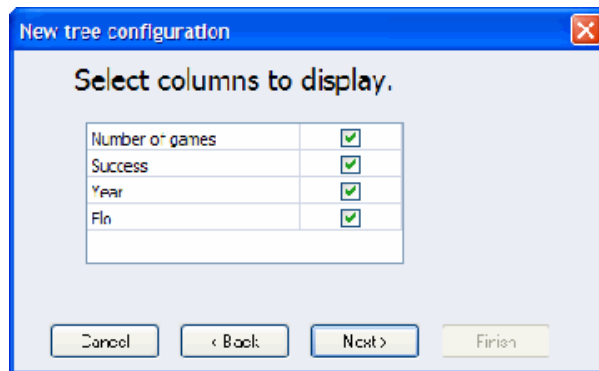 New tree configuration
Select columns to display.
Number of games
Success
Year
Elo
Cancel
< Back
Next >
Finish